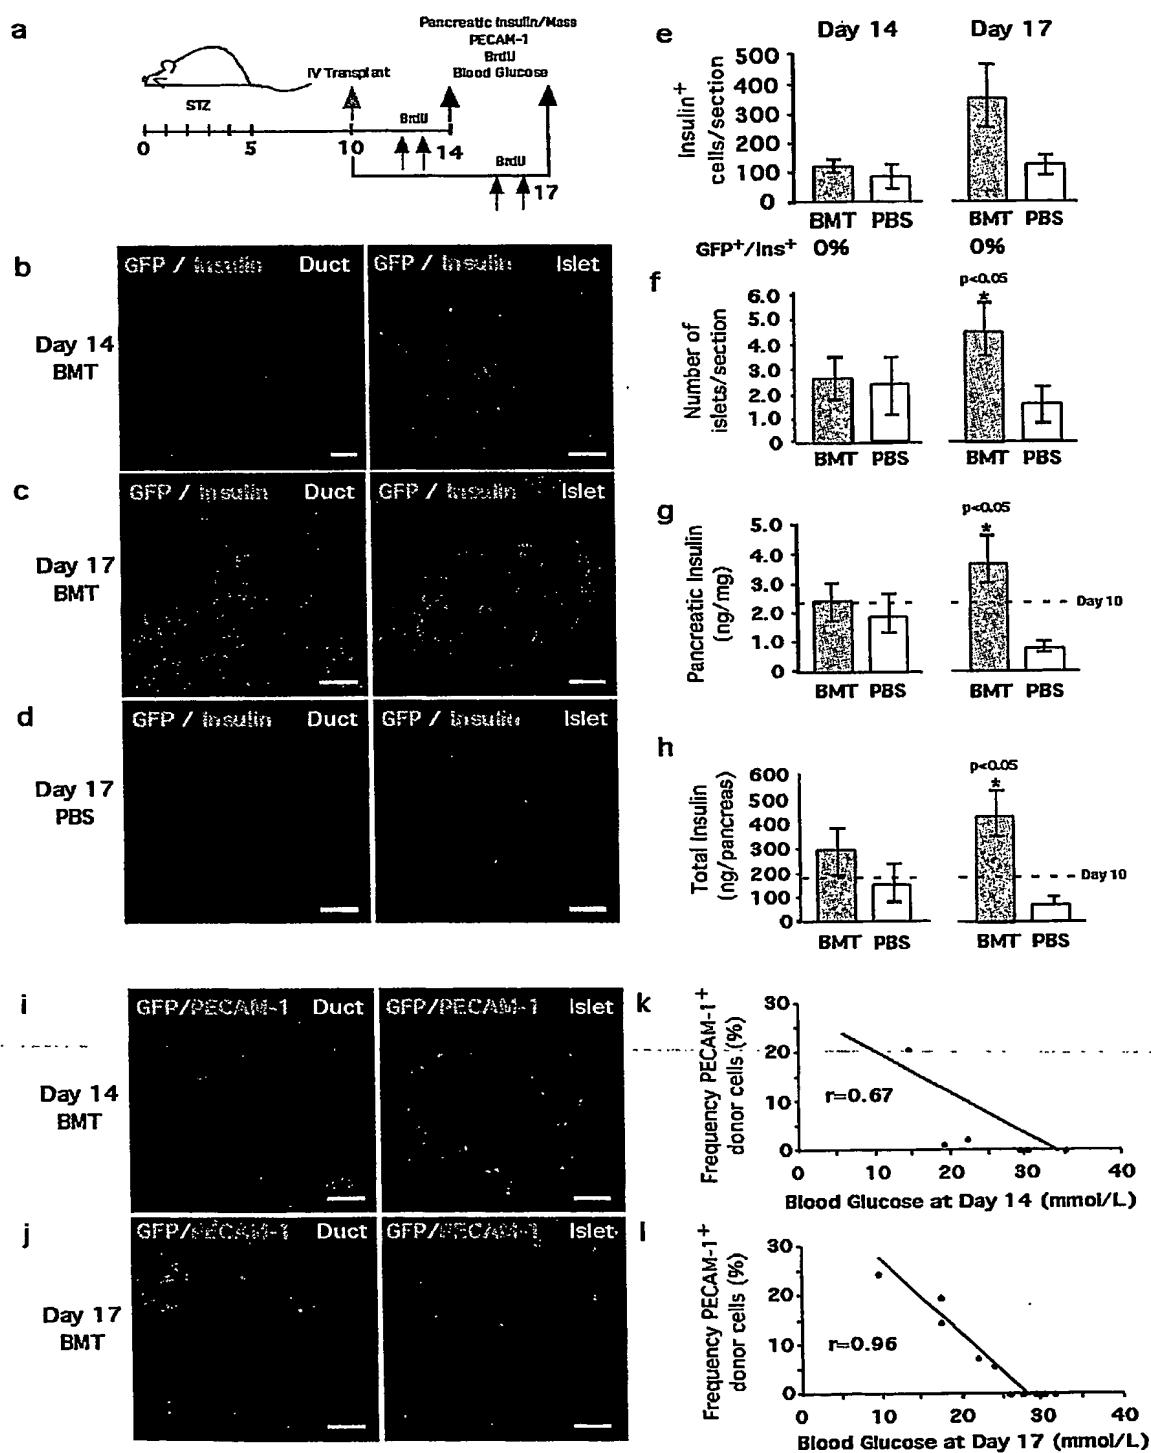 a
Pancreatic Insulin/Mass
PECAM-1
BrdU
Blood Glucose
IV Transplant
STZ
BrdU
0 5 10 14
BrdU
17
b
GFP / Insulin Duct
GFP / Insulin Islet
Day 14
BMT
c
GFP / Insulin Duct
GFP / Insulin Islet
Day 17
BMT
d
GFP / Insulin Duct
GFP / Insulin Islet
Day 17
PBS
e
Day 14 Day 17
Insulin+
cells/section
500
400
300
200
100
0
BMT PBS BMT PBS
GFP+/Ins+ 0% 0%
f
p<0.05
*
Number of
islets/section
6.0
5.0
4.0
3.0
2.0
1.0
0
BMT PBS BMT PBS
g
p<0.05
*
Pancreatic Insulin
(ng/mg)
5.0
4.0
3.0
2.0
1.0
0
Day 10
BMT PBS BMT PBS
h
p<0.05
*
Total Insulin
(ng/pancreas)
600
500
400
300
200
100
0
Day 10
BMT PBS BMT PBS
i
GFP/PECAM-1 Duct
GFP/PECAM-1 Islet
Day 14
BMT
j
GFP/PECAM-1 Duct
GFP/PECAM-1 Islet
Day 17
BMT
k
Frequency PECAM-1+
donor cells (%)
30
20
10
0
r=0.67
0 10 20 30 40
Blood Glucose at Day 14 (mmol/L)
l
Frequency PECAM-1+
donor cells (%)
30
20
10
0
r=0.96
0 10 20 30 40
Blood Glucose at Day 17 (mmol/L)